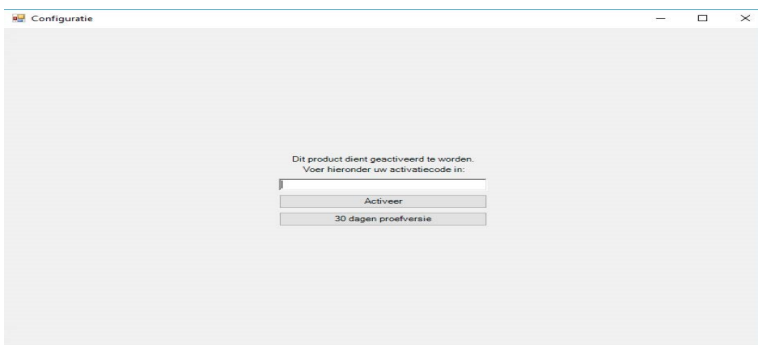 Configuratie
Dit product dient geactiveerd te worden.
Voer hieronder uw activatiecode in:
Activeer
30 dagen proefversie